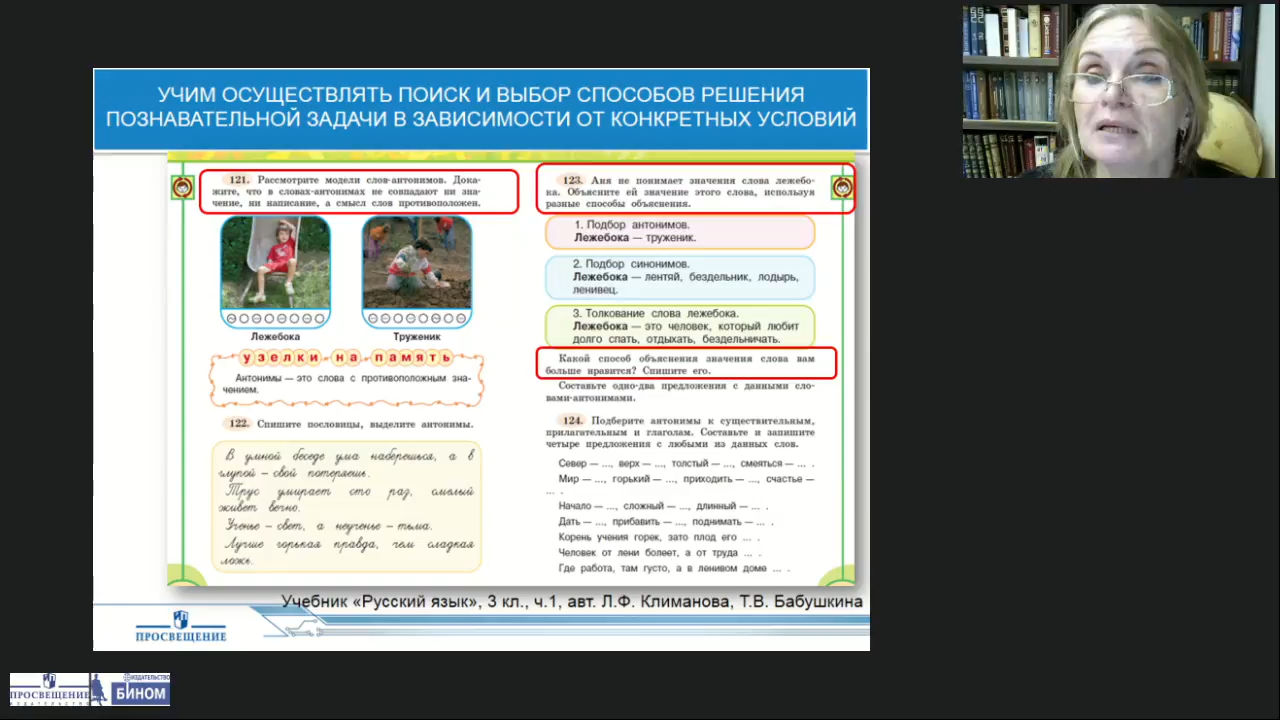 УЧИМ ОСУЩЕСТВЛЯТЬ ПОИСК И ВЫБОР СПОСОБОВ РЕШЕНИЯ
ПОЗНАВАТЕЛЬНОЙ ЗАДАЧИ В ЗАВИСИМОСТИ ОТ КОНКРЕТНЫХ УСЛОВИЙ
121. Рассмотрите модели слов-антонимов. Дока-
жите, что в словах-антонимах не совпадают ни зна-
чение, ни написание, а смысл слов противоположен.
Лежебока
Труженик
узелки на память
Антонимы — это слова с противоположным зна-
чением.
122. Спишите пословицы, выделите антонимы.
В умной беседе ума наберешься, а в
глупой – свой потеряешь.
Трус умирает сто раз, смелый
живет вечно.
Ученье – свет, а неученье – тьма.
Лучше горькая правда, чем сладкая
ложь.
123. Аня не понимает значения слова лежебо-
ка. Объясните ей значение этого слова, используя
разные способы объяснения.
1. Подбор антонимов.
Лежебока — труженик.
2. Подбор синонимов.
Лежебока — лентяй, бездельник, лодырь,
ленивец.
3. Толкование слова лежебока.
Лежебока — это человек, который любит
долго спать, отдыхать, бездельничать.
Какой способ объяснения значения слова вам
больше нравится? Спишите его.
Составьте одно-два предложения с данными сло-
вами-антонимами.
124. Подберите антонимы к существительным,
прилагательным и глаголам. Составьте и запишите
четыре предложения с любыми из данных слов.
Север — ..., верх — ..., толстый — ..., смеяться — ... .
Мир — ..., горький — ..., приходить — ..., счастье —
... .
Начало — ..., сложный — ..., длинный — ... .
Дать — ..., прибавить — ..., поднимать — ... .
Корень учения горек, зато плод его ... .
Человек от лени болеет, а от труда ... .
Где работа, там густо, а в ленивом доме ... .
Учебник «Русский язык», 3 кл., ч.1, авт. Л.Ф. Климанова, Т.В. Бабушкина
ПРОСВЕЩЕНИЕ
ПРОСВЕЩЕНИЕ
ИЗДАТЕЛЬСТВО
ИЗДАТЕЛЬСТВО
БИНОМ